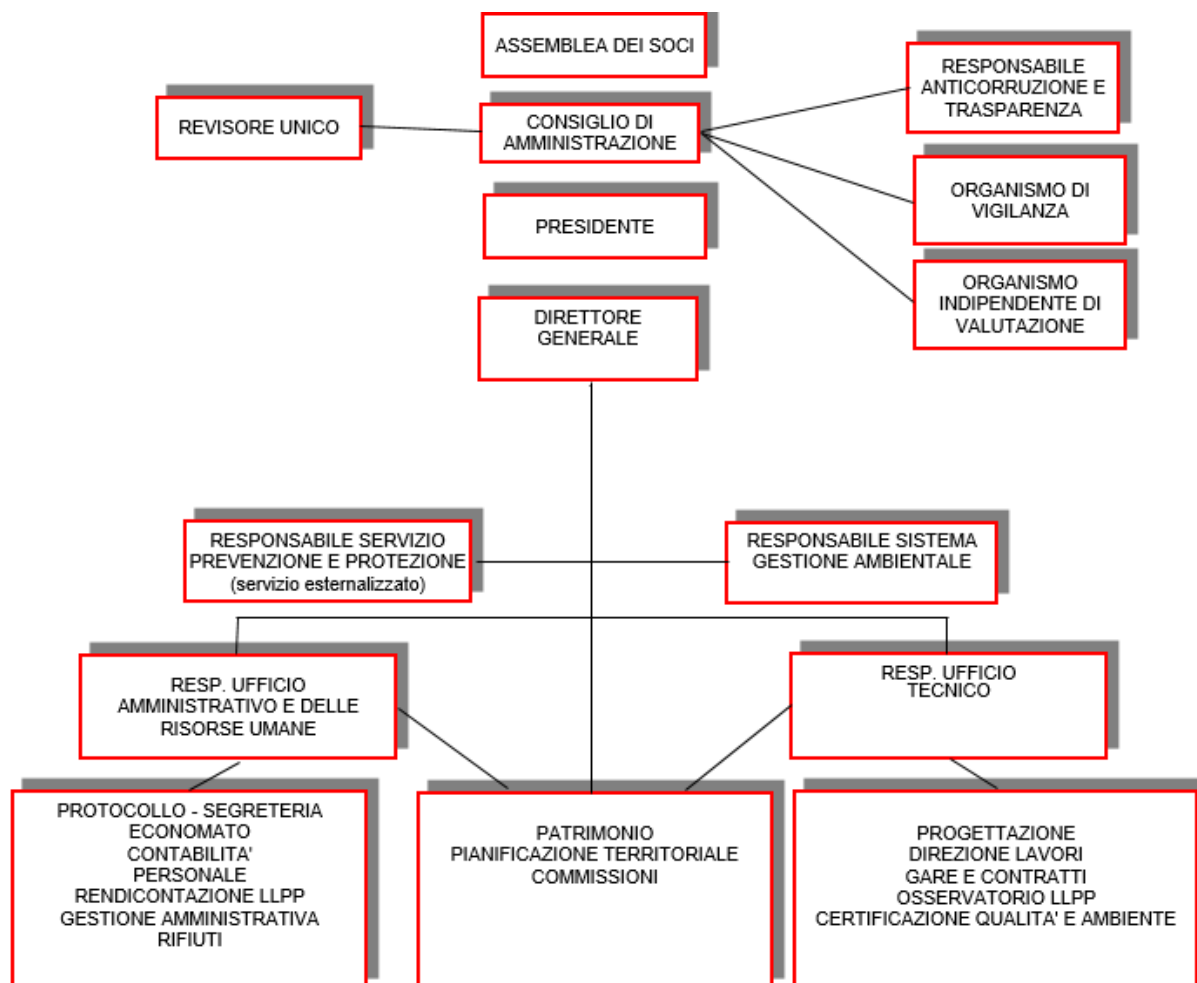 ASSEMBLEA DEI SOCI
RESPONSABILE
ANTICORRUZIONE E
TRASPARENZA
REVISORE UNICO
CONSIGLIO DI
AMMINISTRAZIONE
ORGANISMO DI
VIGILANZA
PRESIDENTE
ORGANISMO
INDIPENDENTE DI
VALUTAZIONE
DIRETTORE
GENERALE
RESPONSABILE SERVIZIO
PREVENZIONE E PROTEZIONE
(servizio esternalizzato)
RESPONSABILE SISTEMA
GESTIONE AMBIENTALE
RESP. UFFICIO
AMMINISTRATIVO E DELLE
RISORSE UMANE
RESP. UFFICIO
TECNICO
PROTOCOLLO - SEGRETERIA
ECONOMATO
CONTABILITA'
PERSONALE
RENDICONTAZIONE LLPP
GESTIONE AMMINISTRATIVA
RIFIUTI
PATRIMONIO
PIANIFICAZIONE TERRITORIALE
COMMISSIONI
PROGETTAZIONE
DIREZIONE LAVORI
GARE E CONTRATTI
OSSERVATORIO LLPP
CERTIFICAZIONE QUALITA' E AMBIENTE